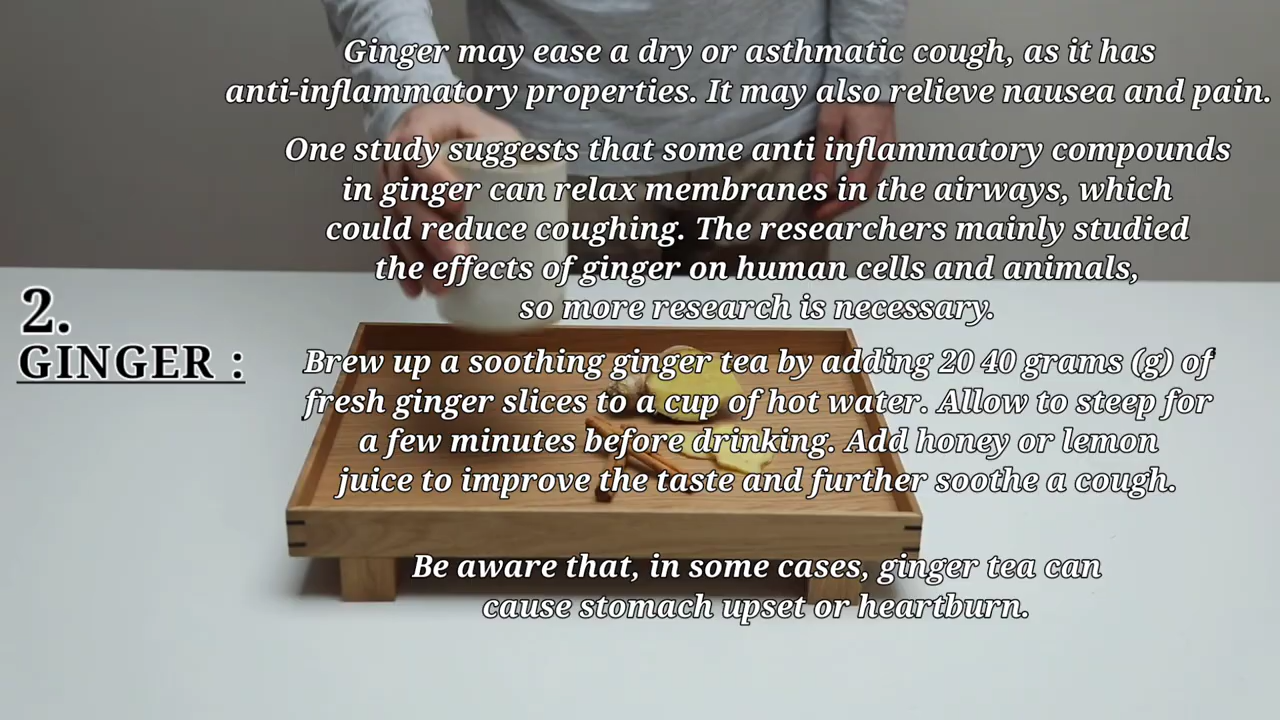 2.
GINGER :
Ginger may ease a dry or asthmatic cough, as it has
anti-inflammatory properties. It may also relieve nausea and pain.
One study suggests that some anti inflammatory compounds
in ginger can relax membranes in the airways, which
could reduce coughing. The researchers mainly studied
the effects of ginger on human cells and animals,
so more research is necessary.
Brew up a soothing ginger tea by adding 20 40 grams (g) of
fresh ginger slices to a cup of hot water. Allow to steep for
a few minutes before drinking. Add honey or lemon
juice to improve the taste and further soothe a cough.
Be aware that, in some cases, ginger tea can
cause stomach upset or heartburn.